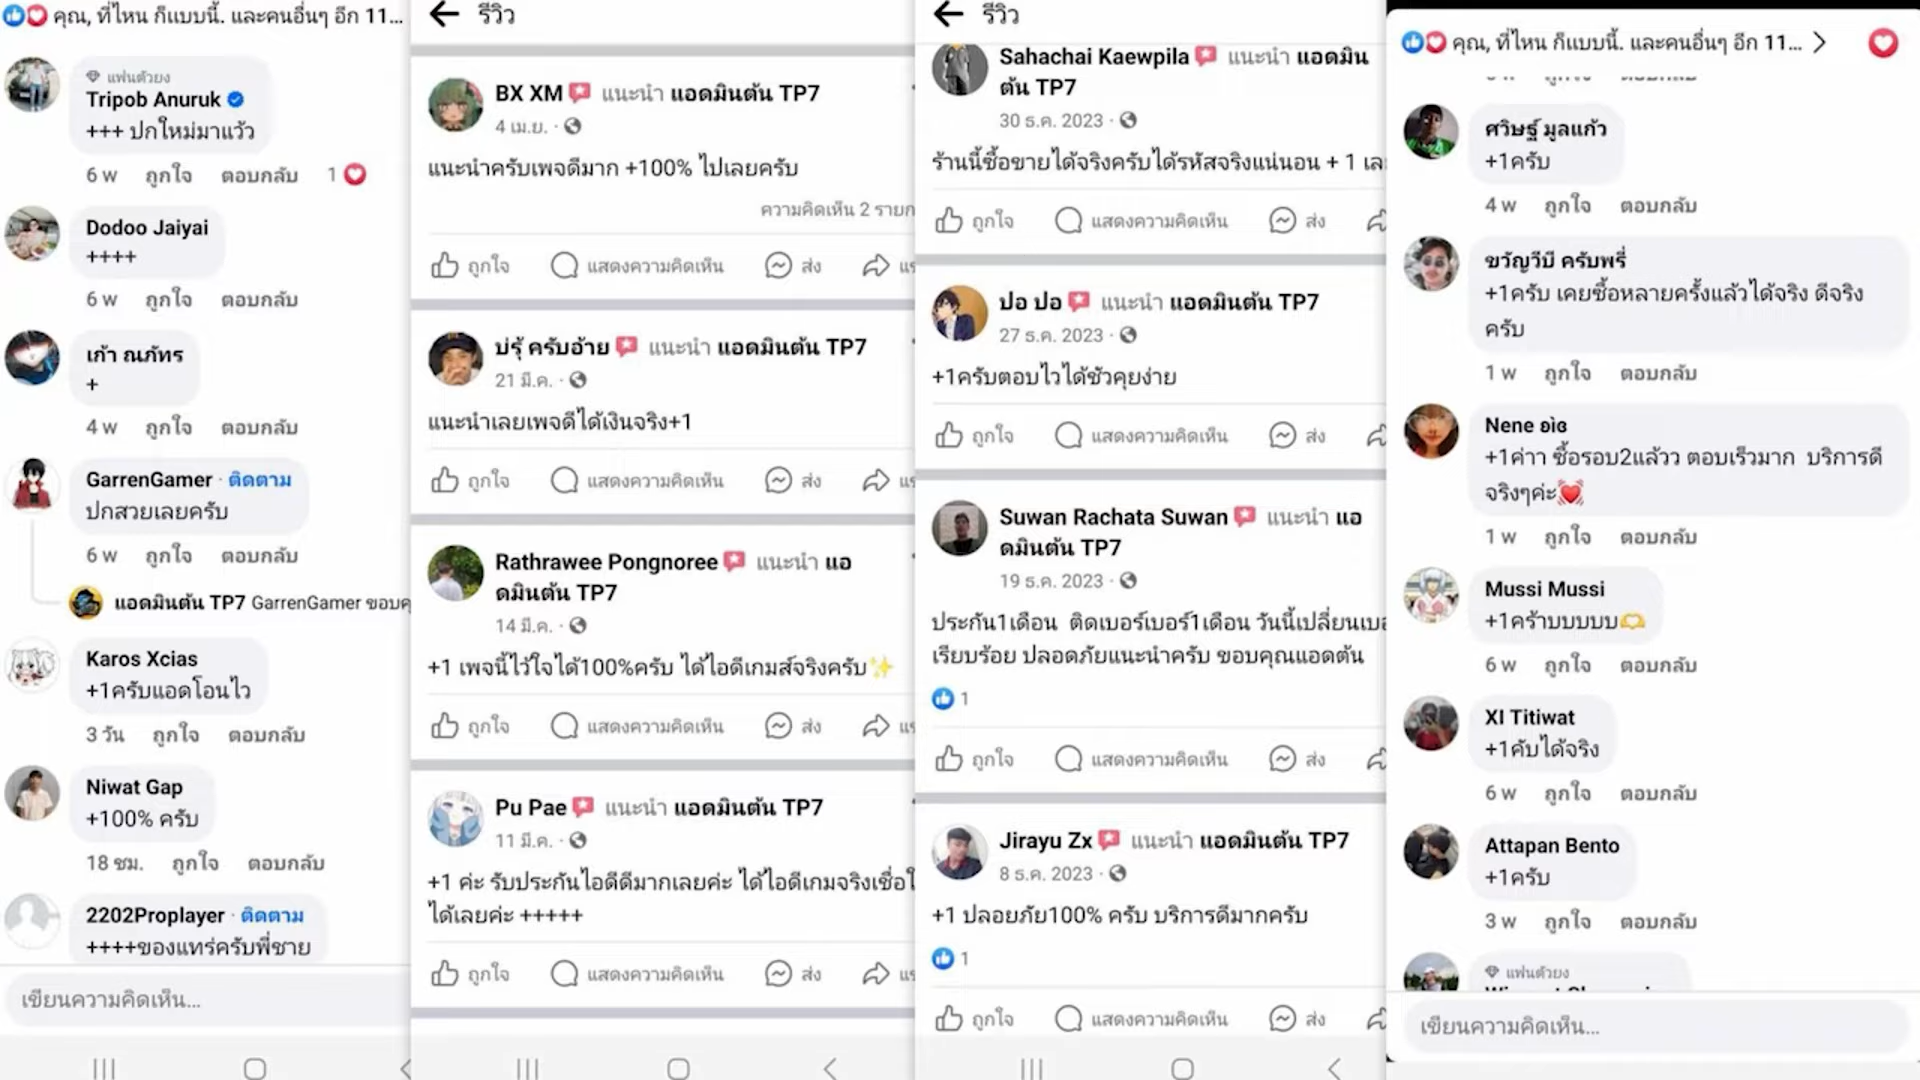 คุณ, ที่ไหน ก็แบบนี้. และคนอื่นๆ อีก 11...
แฟนตัวยง
Tripob Anuruk
+++ ปกใหม่มาแว้ว
6 w ถูกใจ ตอบกลับ 1
Dodoo Jaiyai
++++
6 w ถูกใจ ตอบกลับ
เก้า ณภัทร
+
4 w ถูกใจ ตอบกลับ
GarrenGamer · ติดตาม
ปกสวยเลยครับ
6 w ถูกใจ ตอบกลับ
แอดมินต้น TP7 GarrenGamer
Karos Xcias
+1ครับแอดโอนไว
3 วัน ถูกใจ ตอบกลับ
Niwat Gap
+100% ครับ
18 ชม. ถูกใจ ตอบกลับ
2202Proplayer · ติดตาม
++++ของแทร่ครับพี่ชาย
เขียนความคิดเห็น...
รีวิว
BX XM แนะนำ แอดมินต้น TP7
4 เม.ย. ·
แนะนำครับเพจดีมาก +100% ไปเลยครับ
ความคิดเห็น 2
ถูกใจ แสดงความคิดเห็น ส่ง
บ่รุ้ ครับอ้าย แนะนำ แอดมินต้น TP7
21 มี.ค. ·
แนะนำเลยเพจดีได้เงินจริง+1
ถูกใจ แสดงความคิดเห็น ส่ง
Rathrawee Pongnoree แนะนำ แอ
ดมินต้น TP7
14 มี.ค. ·
+1 เพจนี้ไว้ใจได้100%ครับ ได้ไอดีเกมส์จริงครับ✨
ถูกใจ แสดงความคิดเห็น ส่ง
Pu Pae แนะนำ แอดมินต้น TP7
11 มี.ค. ·
+1 ค่ะ รับประกันไอดีดีมากเลยค่ะ ได้ไอดีเกมจริงเชื่อใ
ได้เลยค่ะ +++++
ถูกใจ แสดงความคิดเห็น ส่ง
รีวิว
Sahachai Kaewpila แนะนำ แอดมิน
ต้น TP7
30 ธ.ค. 2023 ·
ร้านนี้ซื้อขายได้จริงครับได้รหัสจริงแน่นอน + 1
ถูกใจ แสดงความคิดเห็น ส่ง
ปอ ปอ แนะนำ แอดมินต้น TP7
27 ธ.ค. 2023 ·
+1ครับตอบไวได้ชัวคุยง่าย
ถูกใจ แสดงความคิดเห็น ส่ง
Suwan Rachata Suwan แนะนำ แอ
ดมินต้น TP7
19 ธ.ค. 2023 ·
ประกัน1เดือน ติดเบอร์เบอร์1เดือน วันนี้เปลี่ยนเบอ
เรียบร้อย ปลอดภัยแนะนำครับ ขอบคุณแอดต้น
1
ถูกใจ แสดงความคิดเห็น ส่ง
Jirayu Zx แนะนำ แอดมินต้น TP7
8 ธ.ค. 2023 ·
+1 ปลอยภัย100% ครับ บริการดีมากครับ
1
ถูกใจ แสดงความคิดเห็น ส่ง
คุณ, ที่ไหน ก็แบบนี้. และคนอื่นๆ อีก 11...
ศวิษฐ์ มูลแก้ว
+1ครับ
4 w ถูกใจ ตอบกลับ
ขวัญวีบี ครับพรี่
+1ครับ เคยซื้อหลายครั้งแล้วได้จริง ดีจริง
ครับ
1 w ถูกใจ ตอบกลับ
Nene
+1ค่าา ซื้อรอบ2แล้วว ตอบเร็วมาก บริการดี
จริงๆค่ะ💓
1 w ถูกใจ ตอบกลับ
Mussi Mussi
+1คร้าบบบบบ🫶
6 w ถูกใจ ตอบกลับ
XI Titiwat
+1คับได้จริง
6 w ถูกใจ ตอบกลับ
Attapan Bento
+1ครับ
3 w ถูกใจ ตอบกลับ
แฟนตัวยง
เขียนความคิดเห็น...